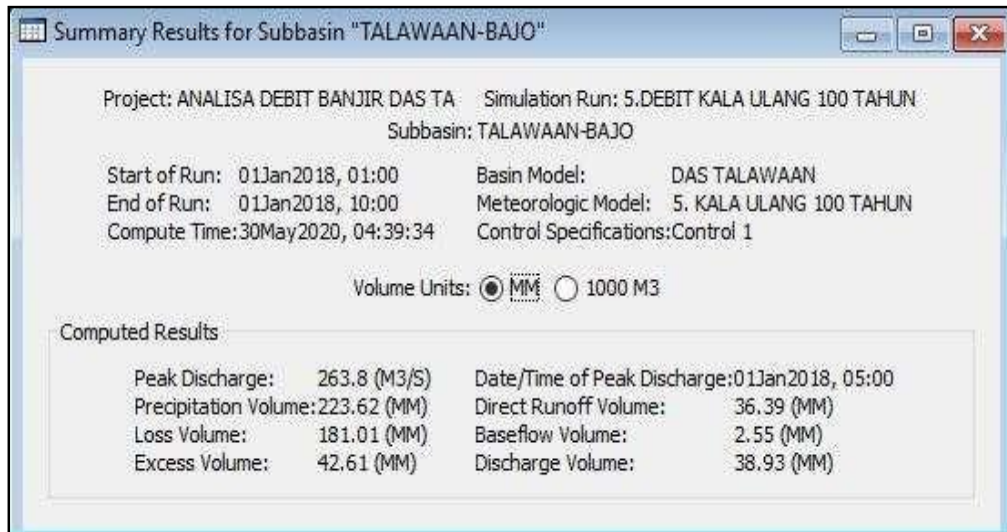 Summary Results for Subbasin "TALAWAAN-BAJO"
Project: ANALISA DEBIT BANJIR DAS TA Simulation Run: 5.DEBIT KALA ULANG 100 TAHUN
Subbasin: TALAWAAN-BAJO
Start of Run: 01Jan2018, 01:00 Basin Model: DAS TALAWAAN
End of Run: 01Jan2018, 10:00 Meteorologic Model: 5. KALA ULANG 100 TAHUN
Compute Time:30May2020, 04:39:34 Control Specifications:Control 1
Volume Units: MM 1000 M3
Computed Results
Peak Discharge: 263.8 (M3/S) Date/Time of Peak Discharge:01Jan2018, 05:00
Precipitation Volume:223.62 (MM) Direct Runoff Volume: 36.39 (MM)
Loss Volume: 181.01 (MM) Baseflow Volume: 2.55 (MM)
Excess Volume: 42.61 (MM) Discharge Volume: 38.93 (MM)